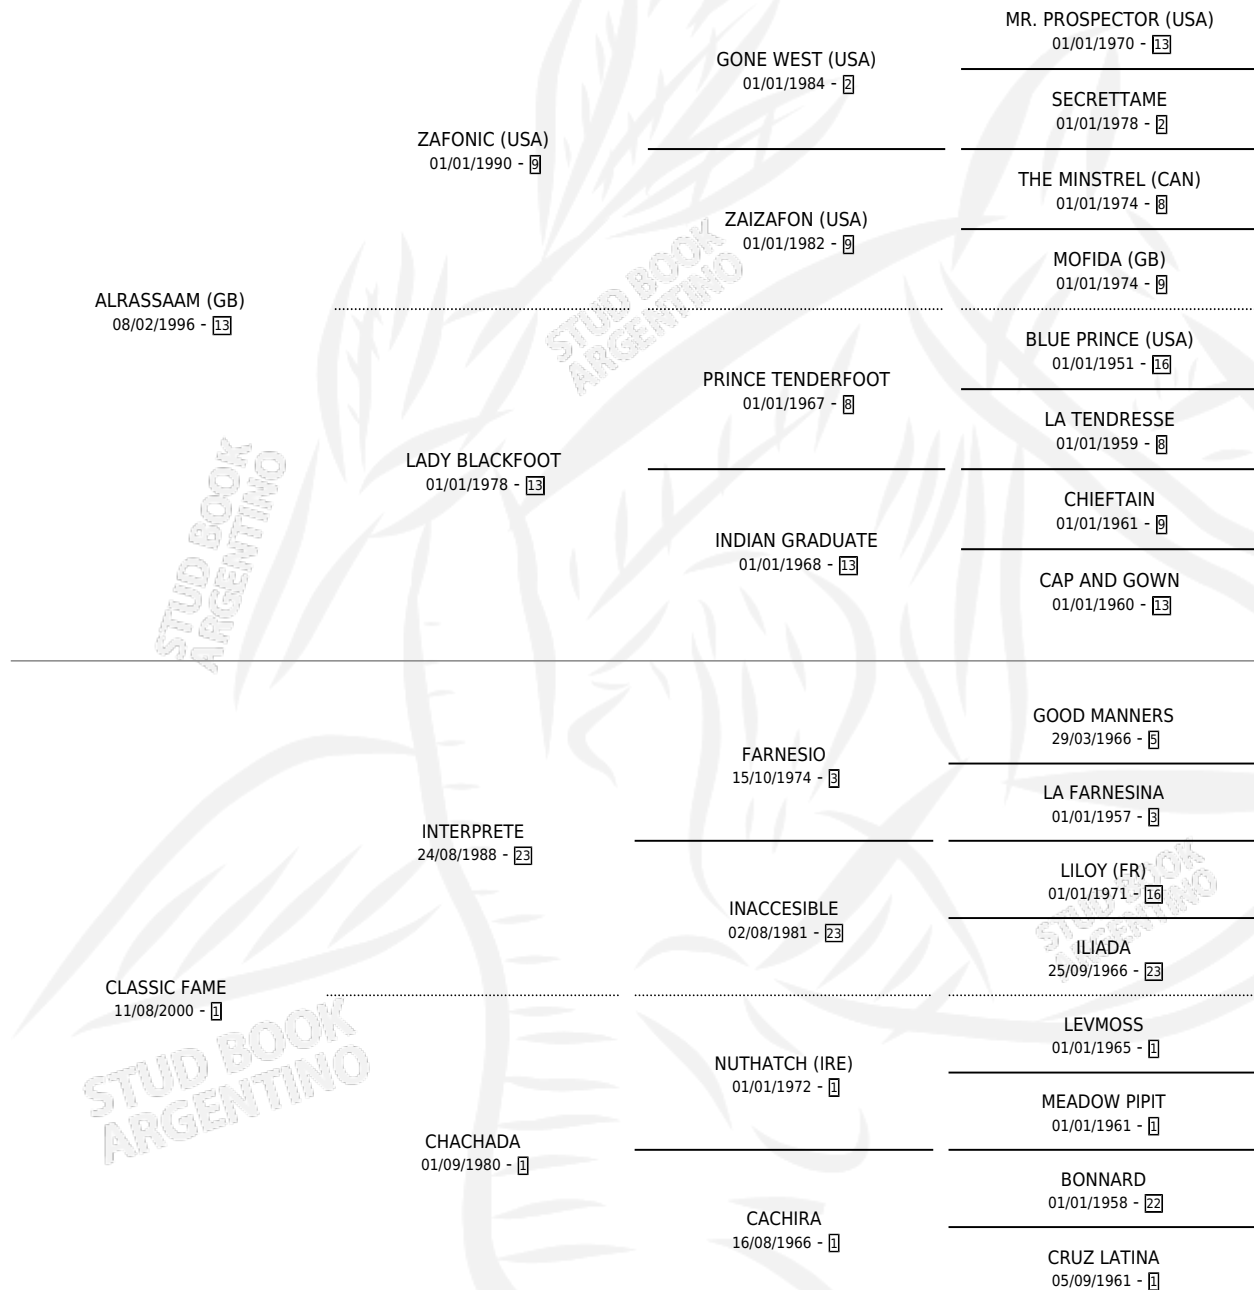 MR. PROSPECTOR (USA)
01/01/1970 - 13
GONE WEST (USA)
01/01/1984 - 2
SECRETTAME
01/01/1978 - 2
ZAFONIC (USA)
01/01/1990 - 9
THE MINSTREL (CAN)
01/01/1974 - 8
ZAIZAFON (USA)
01/01/1982 - 9
MOFIDA (GB)
01/01/1974 - 9
ALRASSAAM (GB)
08/02/1996 - 13
BLUE PRINCE (USA)
01/01/1951 - 16
PRINCE TENDERFOOT
01/01/1967 - 8
LA TENDRESSE
01/01/1959 - 8
LADY BLACKFOOT
01/01/1978 - 13
CHIEFTAIN
01/01/1961 - 9
INDIAN GRADUATE
01/01/1968 - 13
CAP AND GOWN
01/01/1960 - 13
GOOD MANNERS
29/03/1966 - 5
FARNESIO
15/10/1974 - 3
LA FARNESINA
01/01/1957 - 3
INTERPRETE
24/08/1988 - 23
LILOY (FR)
01/01/1971 - 16
INACCESIBLE
02/08/1981 - 23
ILIADA
25/09/1966 - 23
CLASSIC FAME
11/08/2000 - 1
LEVMOSS
01/01/1965 - 1
NUTHATCH (IRE)
01/01/1972 - 1
MEADOW PIPIT
01/01/1961 - 1
CHACHADA
01/09/1980 - 1
BONNARD
01/01/1958 - 22
CACHIRA
16/08/1966 - 1
CRUZ LATINA
05/09/1961 - 1
STUD BOOK
ARGENTINO
STUD BOOK
ARGENTINO
STUD BOOK
ARGENTINO
STUD BOOK
ARGENTINO